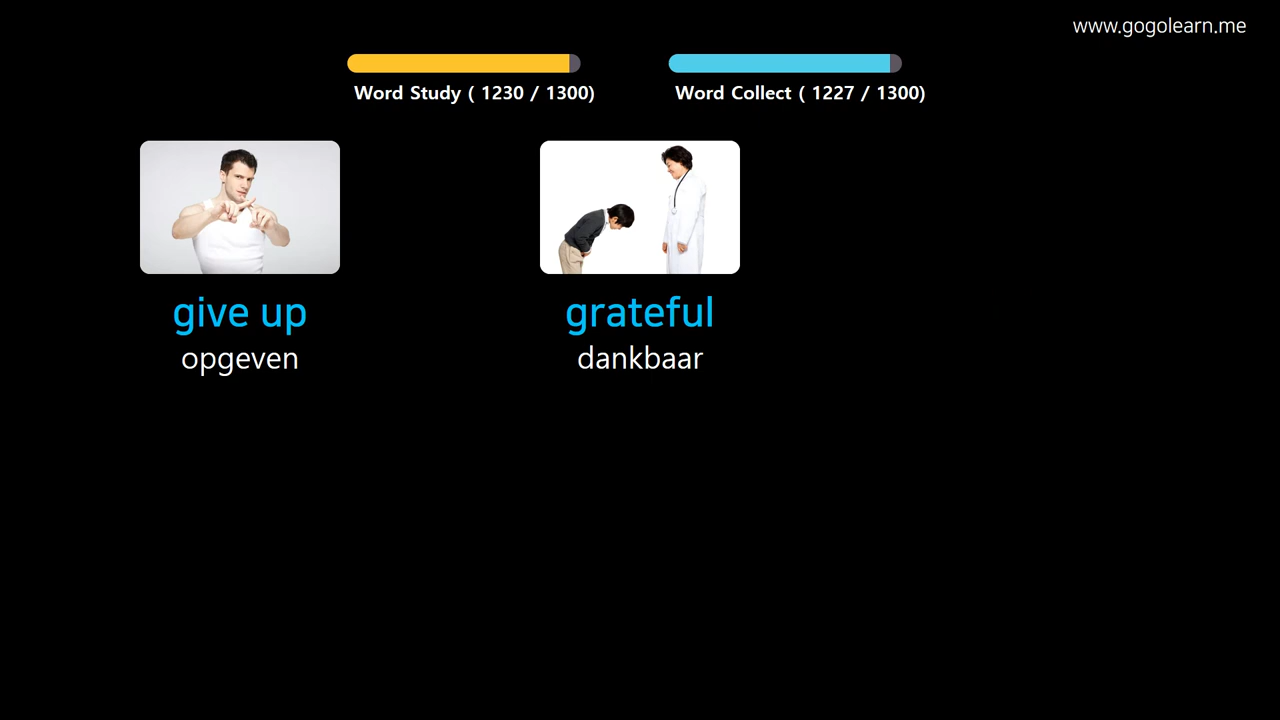 www.gogolearn.me
Word Study ( 1230 / 1300)
Word Collect ( 1227 / 1300)
give up
opgeven
grateful
dankbaar